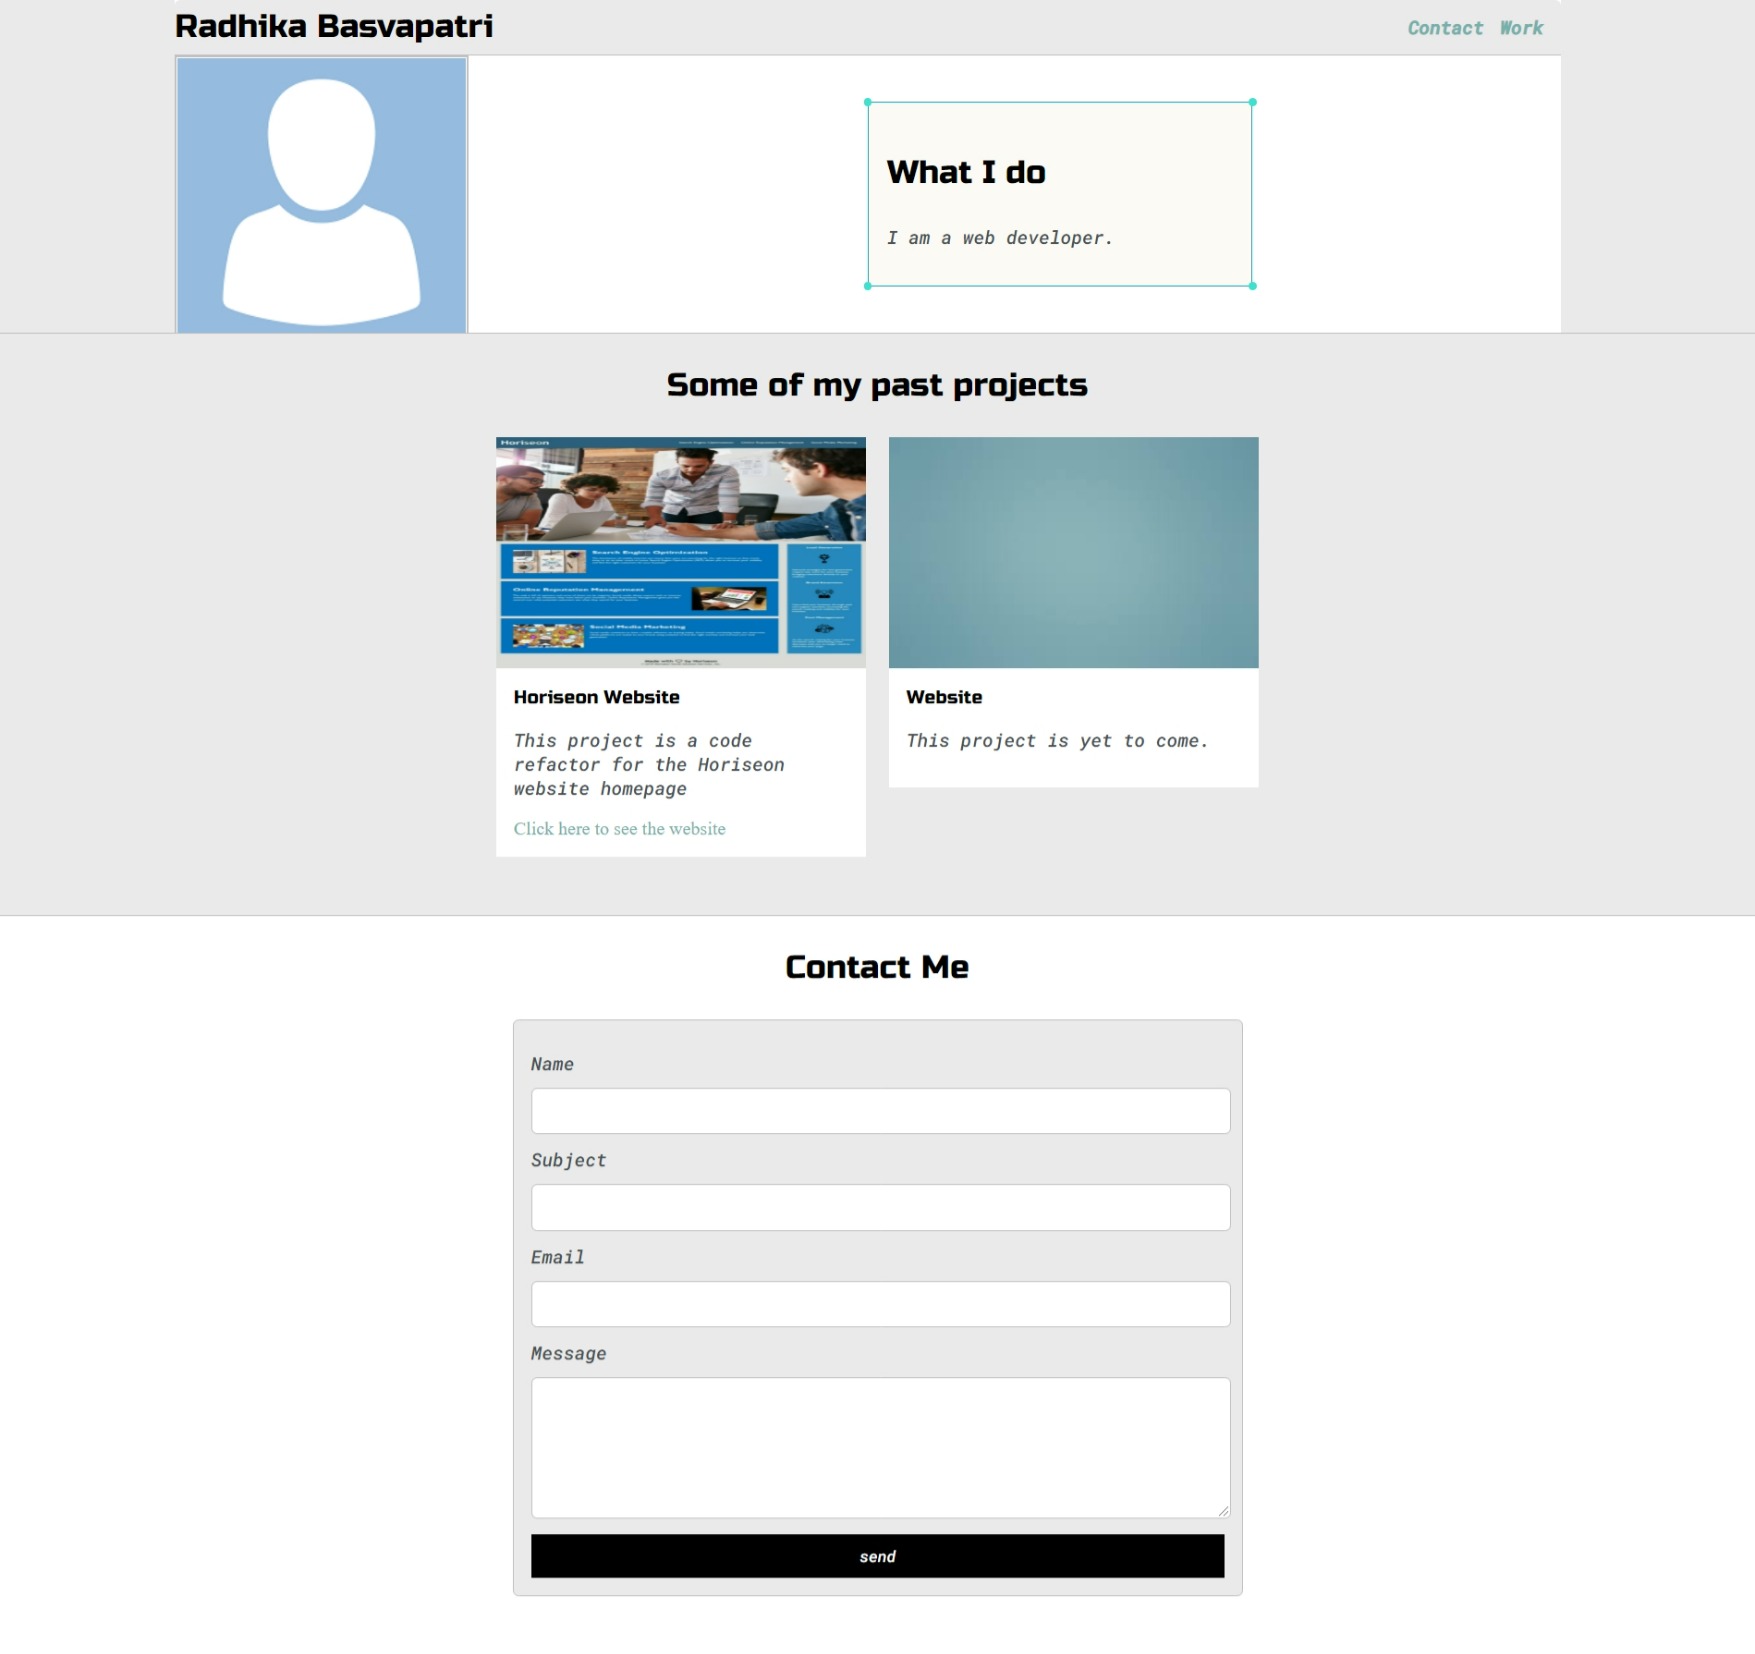 Radhika Basvapatri
Contact Work
What I do
I am a web developer.
Some of my past projects
Horiseon
Search Engine Optimization
Online Reputation Management
Social Media Marketing
Horiseon Website
This project is a code
refactor for the Horiseon
website homepage
Click here to see the website
Website
This project is yet to come.
Contact Me
Name
Subject
Email
Message
send